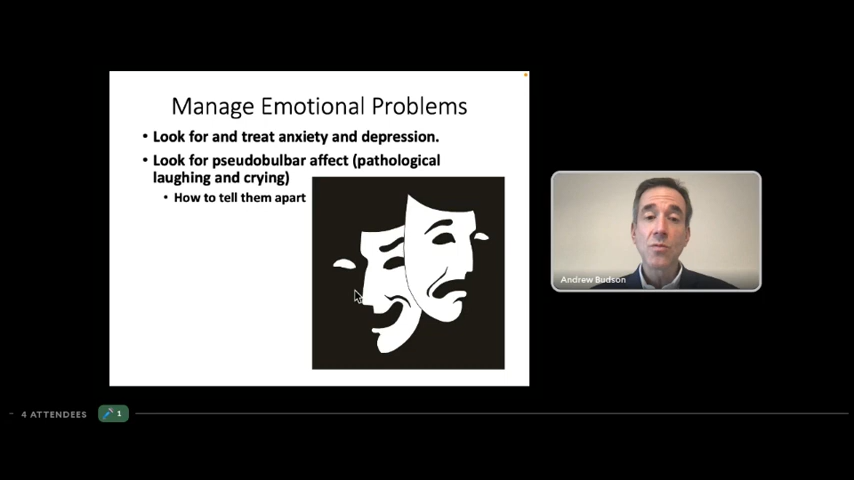 Manage Emotional Problems
• Look for and treat anxiety and depression.
• Look for pseudobulbar affect (pathological
laughing and crying)
• How to tell them apart
Andrew Budson
4 ATTENDEES
1